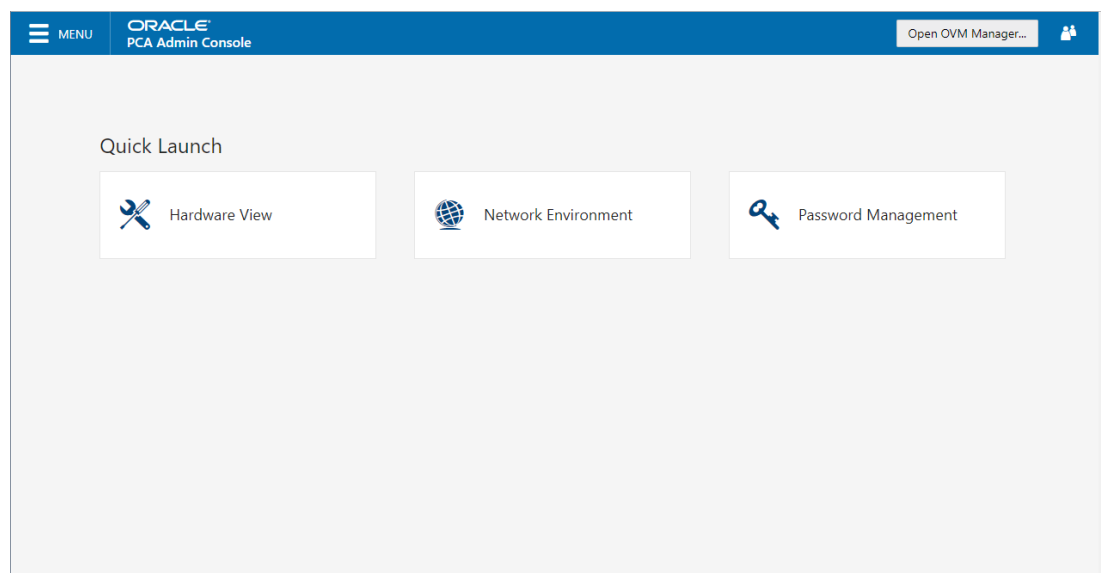 MENU
ORACLE
PCA Admin Console
Open OVM Manager...
Quick Launch
Hardware View
Network Environment
Password Management